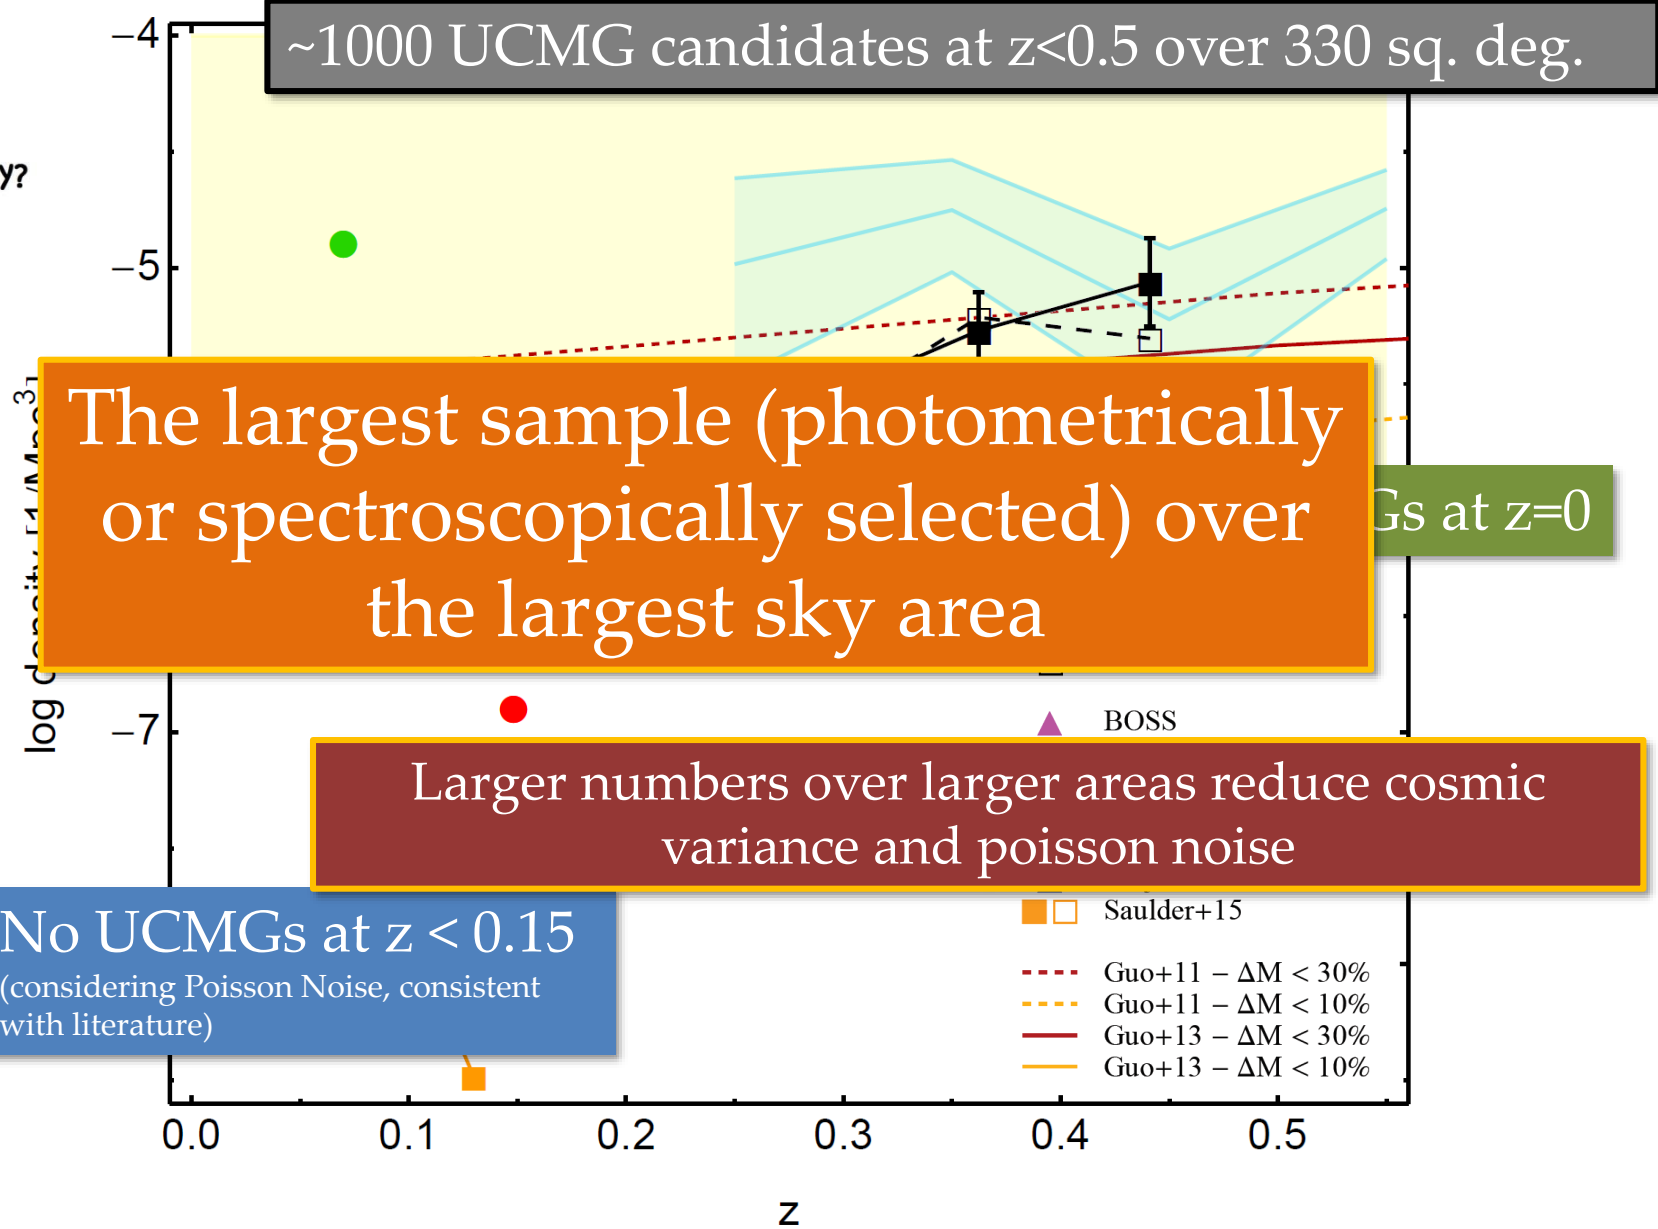 ~1000 UCMG candidates at z<0.5 over 330 sq. deg.
−4
y?
−5
The largest sample (photometrically
or spectroscopically selected) over
the largest sky area
Gs at z=0
log density
−7
BOSS
Larger numbers over larger areas reduce cosmic
variance and poisson noise
No UCMGs at z < 0.15
(considering Poisson Noise, consistent
with literature)
Saulder+15
Guo+11 − ΔM < 30%
Guo+11 − ΔM < 10%
Guo+13 − ΔM < 30%
Guo+13 − ΔM < 10%
0.0 0.1 0.2 0.3 0.4 0.5
z